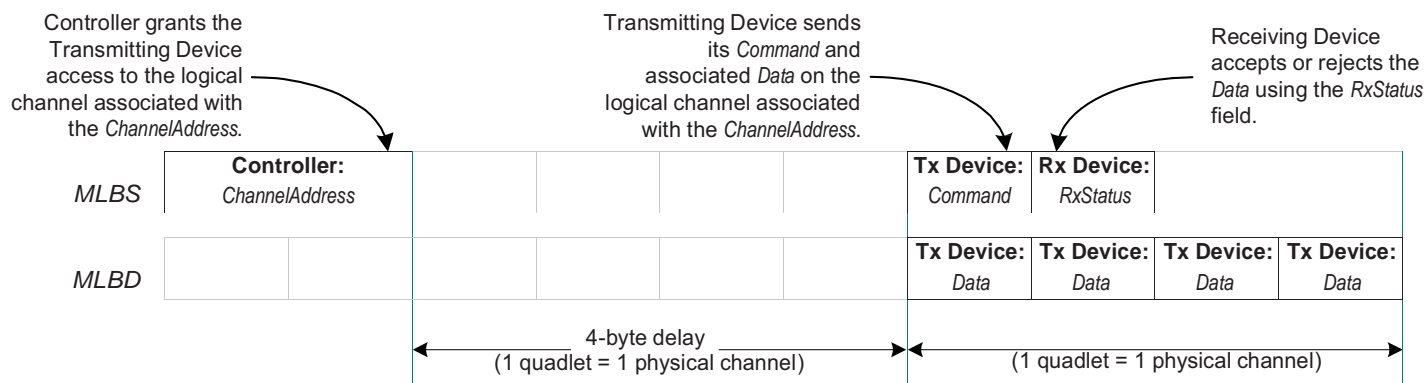 Controller grants the
Transmitting Device
access to the logical
channel associated with
the ChannelAddress.
Transmitting Device sends
its Command and
associated Data on the
logical channel associated
with the ChannelAddress.
Receiving Device
accepts or rejects the
Data using the RxStatus
field.
MLBS
Controller:
ChannelAddress
Tx Device:
Command
Rx Device:
RxStatus
MLBD
Tx Device:
Data
Tx Device:
Data
Tx Device:
Data
Tx Device:
Data
4-byte delay
(1 quadlet = 1 physical channel)
(1 quadlet = 1 physical channel)